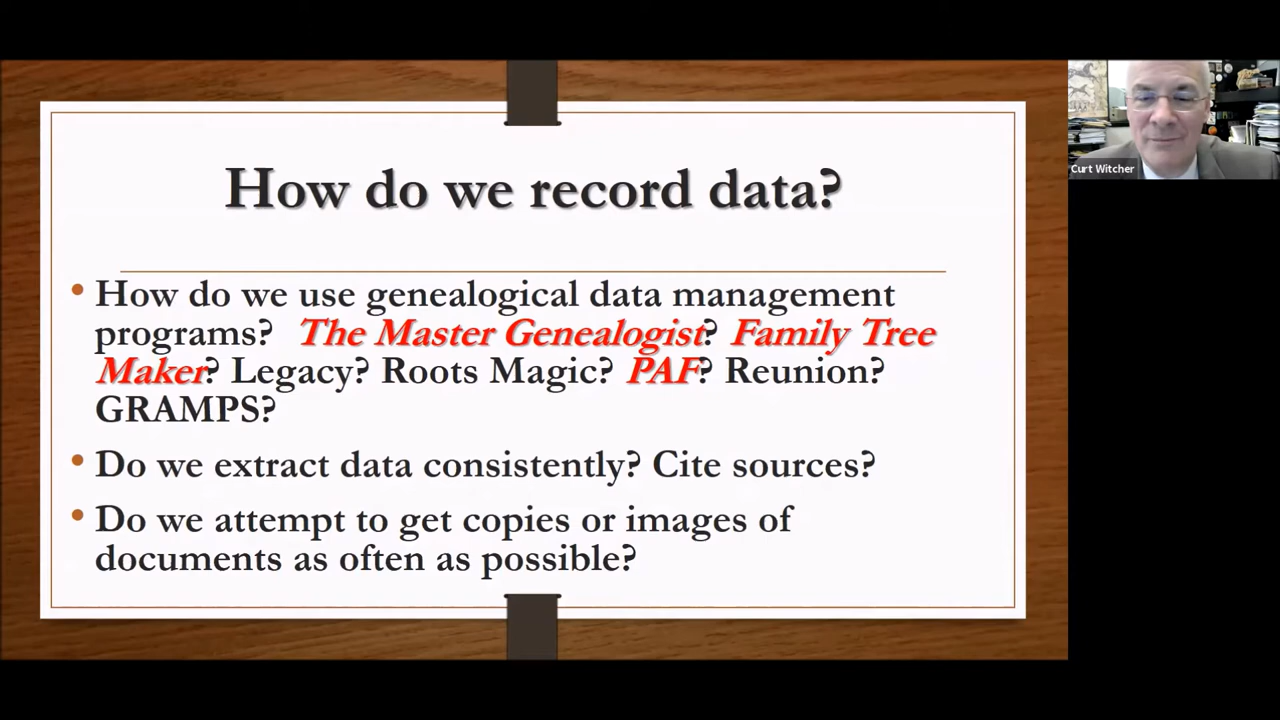 How do we record data?
• How do we use genealogical data management
programs? The Master Genealogist? Family Tree
Maker? Legacy? Roots Magic? PAF? Reunion?
GRAMPS?
• Do we extract data consistently? Cite sources?
• Do we attempt to get copies or images of
documents as often as possible?
Curt Witcher